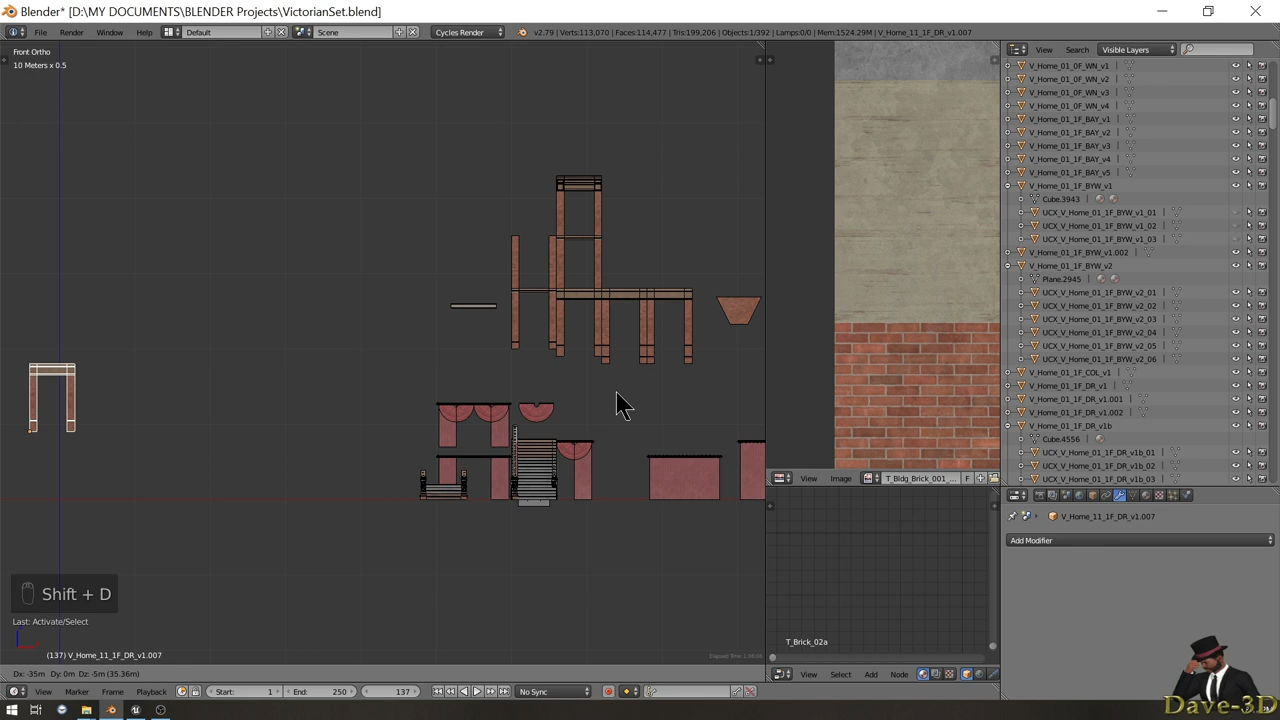 Blender* [D:\MY DOCUMENTS\BLENDER Projects\VictorianSet.blend]
File Render Window Help Default Scene Cycles Render v2.79 | Verts:113,070 | Faces:114,477 | Tris:199,206 | Objects:1/392 | Lamps:0/0 | Mem:1524.29M | V_Home_11_1F_DR_v1.007
View Search Visible Layers
Front Ortho
10 Meters x 0.5
V_Home_01_0F_WN_v1
V_Home_01_0F_WN_v2
V_Home_01_0F_WN_v3
V_Home_01_0F_WN_v4
V_Home_01_1F_BAY_v1
V_Home_01_1F_BAY_v2
V_Home_01_1F_BAY_v3
V_Home_01_1F_BAY_v4
V_Home_01_1F_BAY_v5
V_Home_01_1F_BYW_v1
Cube.3943
UCX_V_Home_01_1F_BYW_v1_01
UCX_V_Home_01_1F_BYW_v1_02
UCX_V_Home_01_1F_BYW_v1_03
V_Home_01_1F_BYW_v1.002
V_Home_01_1F_BYW_v2
Plane.2945
UCX_V_Home_01_1F_BYW_v2_01
UCX_V_Home_01_1F_BYW_v2_02
UCX_V_Home_01_1F_BYW_v2_03
UCX_V_Home_01_1F_BYW_v2_04
UCX_V_Home_01_1F_BYW_v2_05
UCX_V_Home_01_1F_BYW_v2_06
V_Home_01_1F_COL_v1
V_Home_01_1F_DR_v1
V_Home_01_1F_DR_v1.001
V_Home_01_1F_DR_v1.002
V_Home_01_1F_DR_v1b
Cube.4556
UCX_V_Home_01_1F_DR_v1b_01
UCX_V_Home_01_1F_DR_v1b_02
UCX_V_Home_01_1F_DR_v1b_03
View Image T_Bldg_Brick_001_... F
V_Home_11_1F_DR_v1.007
Add Modifier
Shift + D
Last: Activate/Select
(137) V_Home_11_1F_DR_v1.007
T_Brick_02a
Dx: -35m Dy: 0m Dz: -5m (35.36m)
View Select Add Node
View Marker Frame Playback Start: 1 End: 250 137 No Sync
Dave-3D